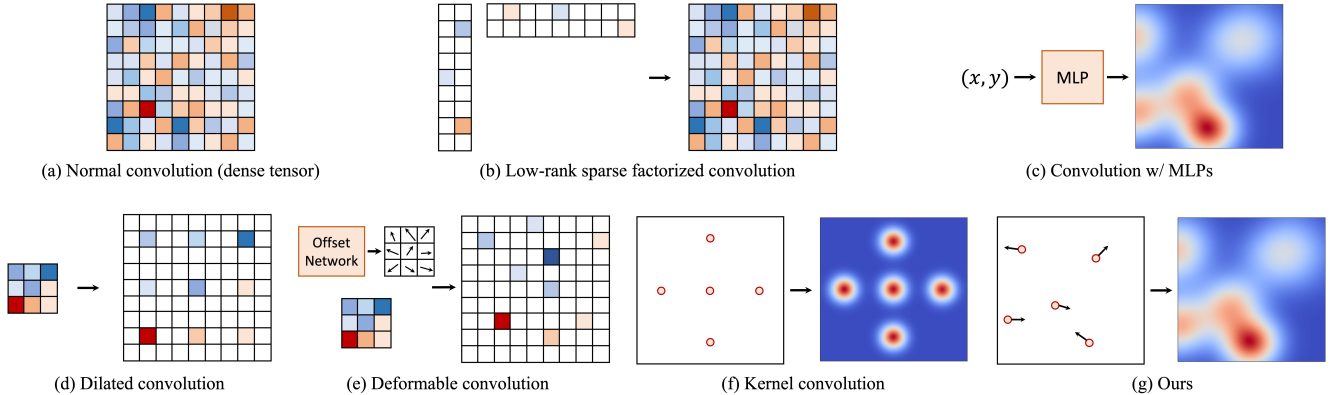 (a) Normal convolution (dense tensor)
(b) Low-rank sparse factorized convolution
(x, y)
MLP
(c) Convolution w/ MLPs
(d) Dilated convolution
Offset
Network
(e) Deformable convolution
(f) Kernel convolution
(g) Ours